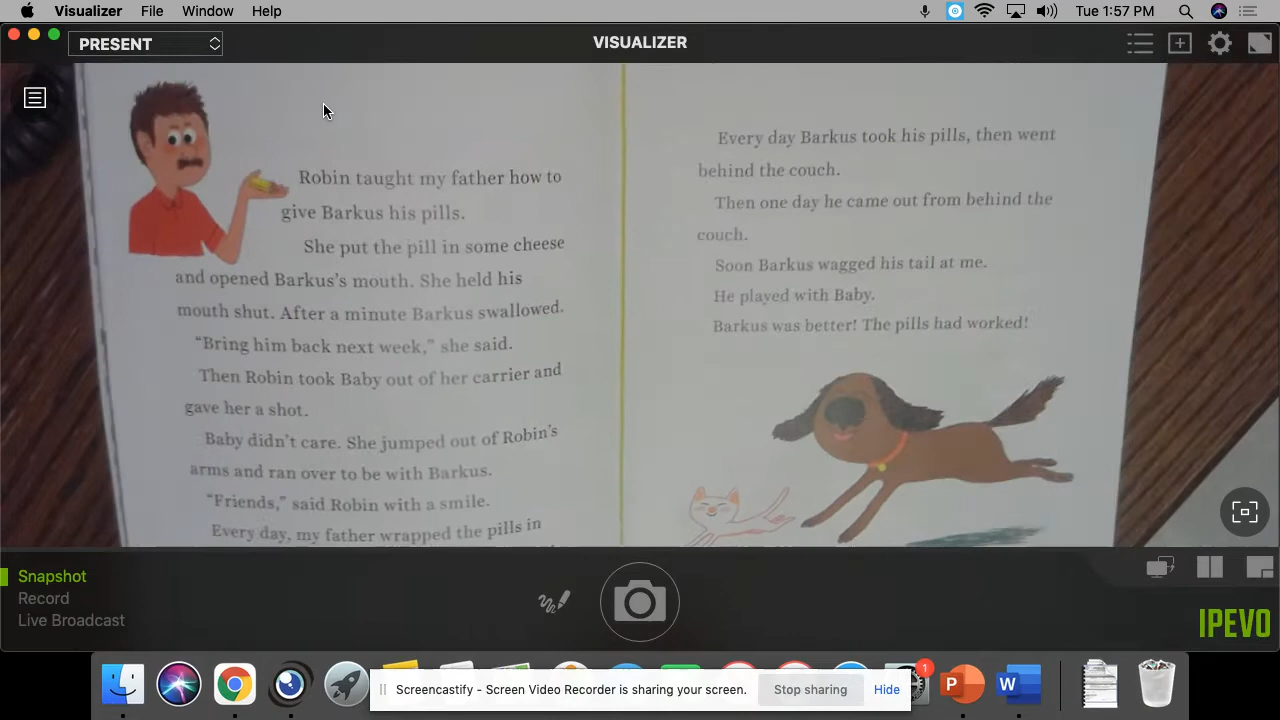 Visualizer File Window Help
Tue 1:57 PM
PRESENT
VISUALIZER
Robin taught my father how to
give Barkus his pills.
She put the pill in some cheese
and opened Barkus's mouth. She held his
mouth shut. After a minute Barkus swallowed.
“Bring him back next week,” she said.
Then Robin took Baby out of her carrier and
gave her a shot.
Baby didn't care. She jumped out of Robin's
arms and ran over to be with Barkus.
“Friends,” said Robin with a smile.
Every day, my father wrapped the pills in
Every day Barkus took his pills, then went
behind the couch.
Then one day he came out from behind the
couch.
Soon Barkus wagged his tail at me.
He played with Baby.
Barkus was better! The pills had worked!
Snapshot
Record
Live Broadcast
IPEVO
Screencastify - Screen Video Recorder is sharing your screen.
Stop sharing
Hide
1
P
W